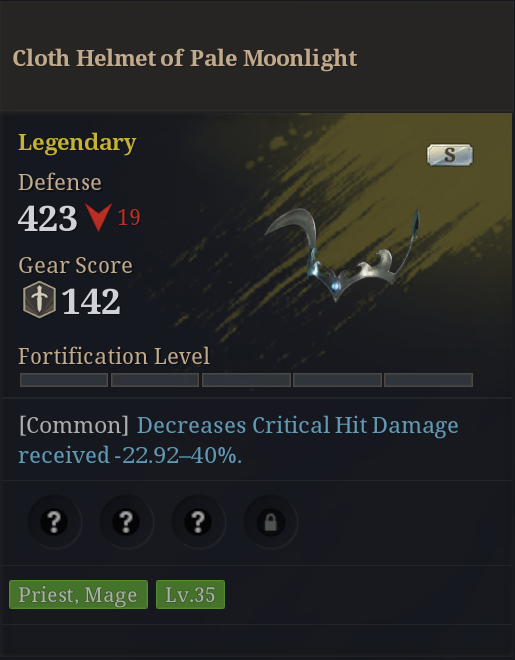 Cloth Helmet of Pale Moonlight
Legendary
S
Defense
423 19
Gear Score
142
Fortification Level
[Common] Decreases Critical Hit Damage
received -22.92–40%.
? ? ?
Priest, Mage Lv.35